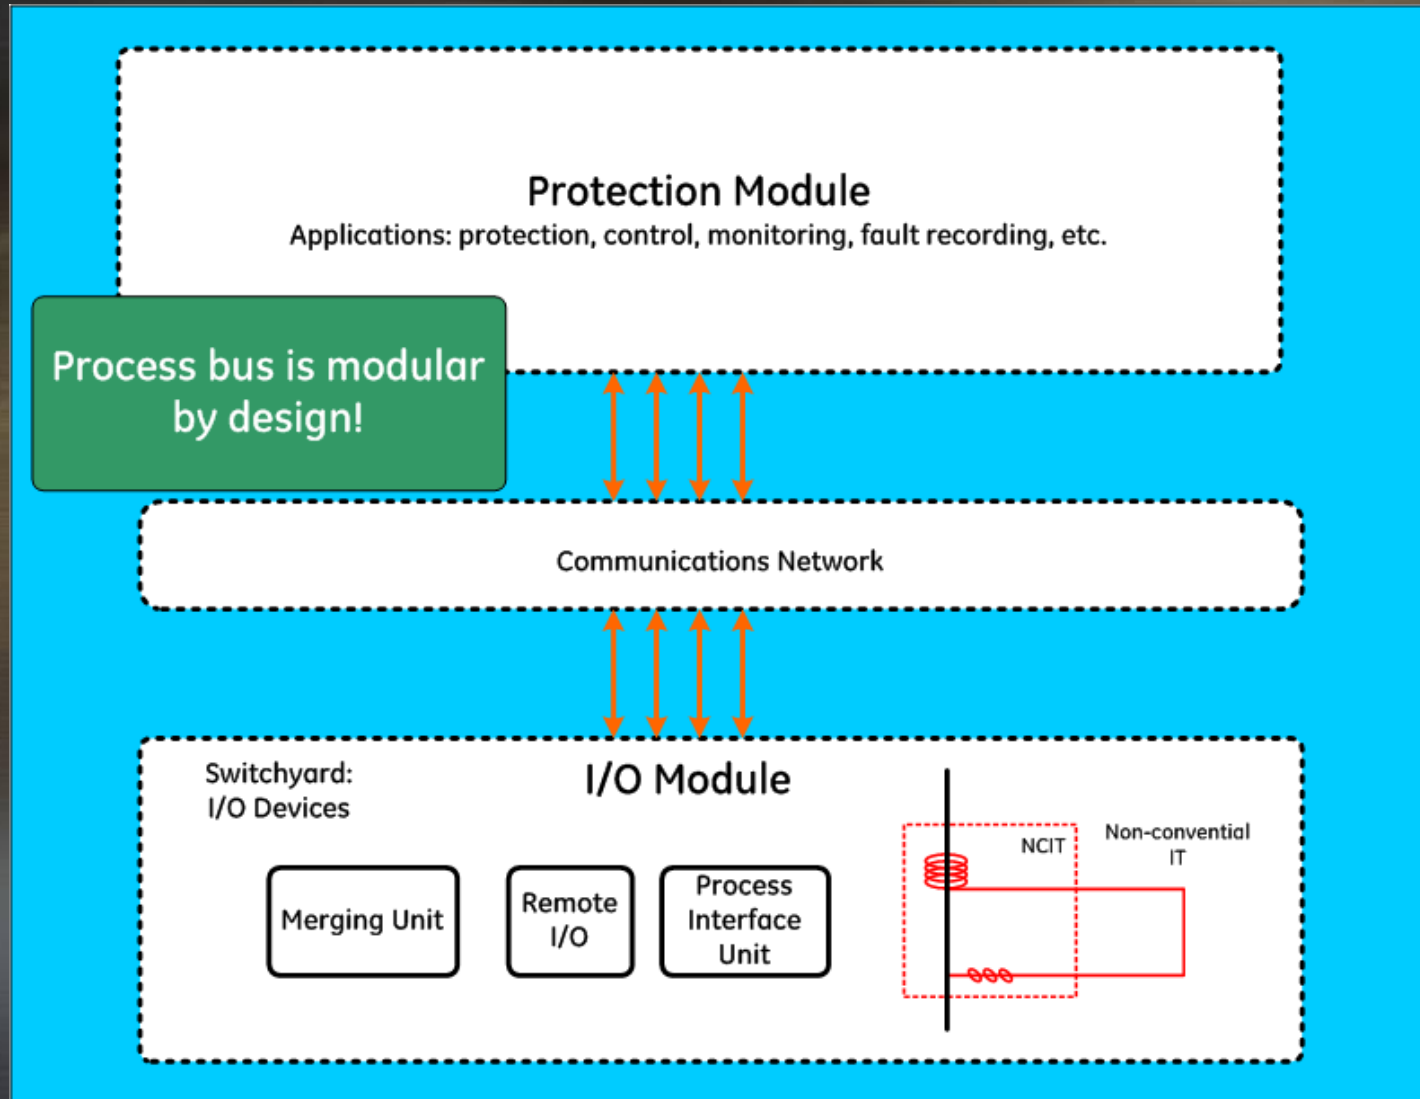 Protection Module
Applications: protection, control, monitoring, fault recording, etc.
Process bus is modular
by design!
Communications Network
Switchyard:
I/O Devices
I/O Module
Merging Unit
Remote
I/O
Process
Interface
Unit
NCIT
Non-convential
IT